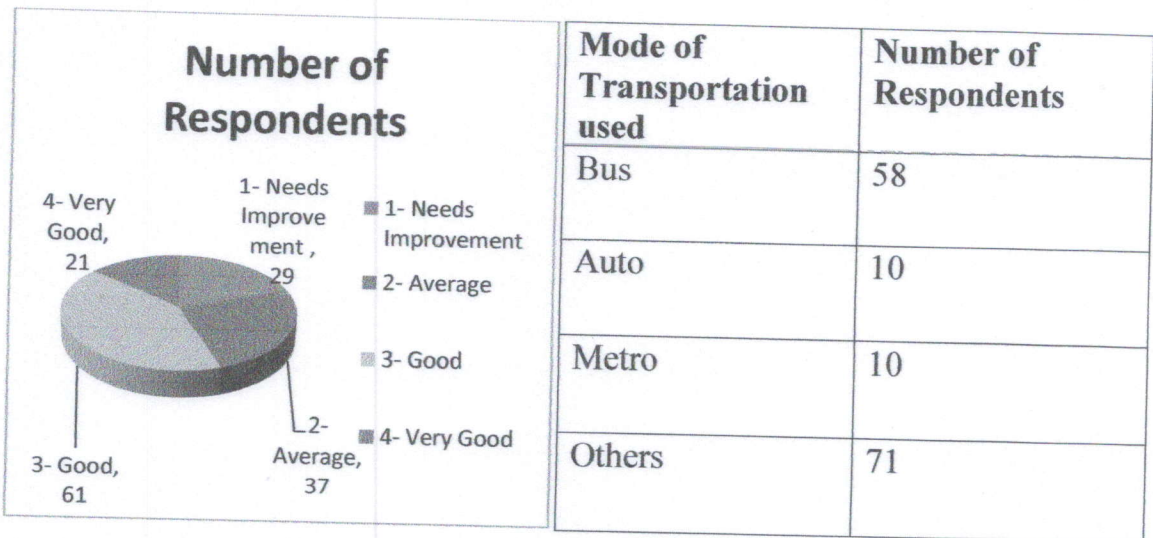 Number of
Respondents
4- Very
Good,
21
1- Needs
Improve
ment ,
29
3- Good,
61
2-
Average,
37
1- Needs
Improvement
2- Average
3- Good
4- Very Good
Mode of
Transportation
used
Number of
Respondents
Bus
58
Auto
10
Metro
10
Others
71